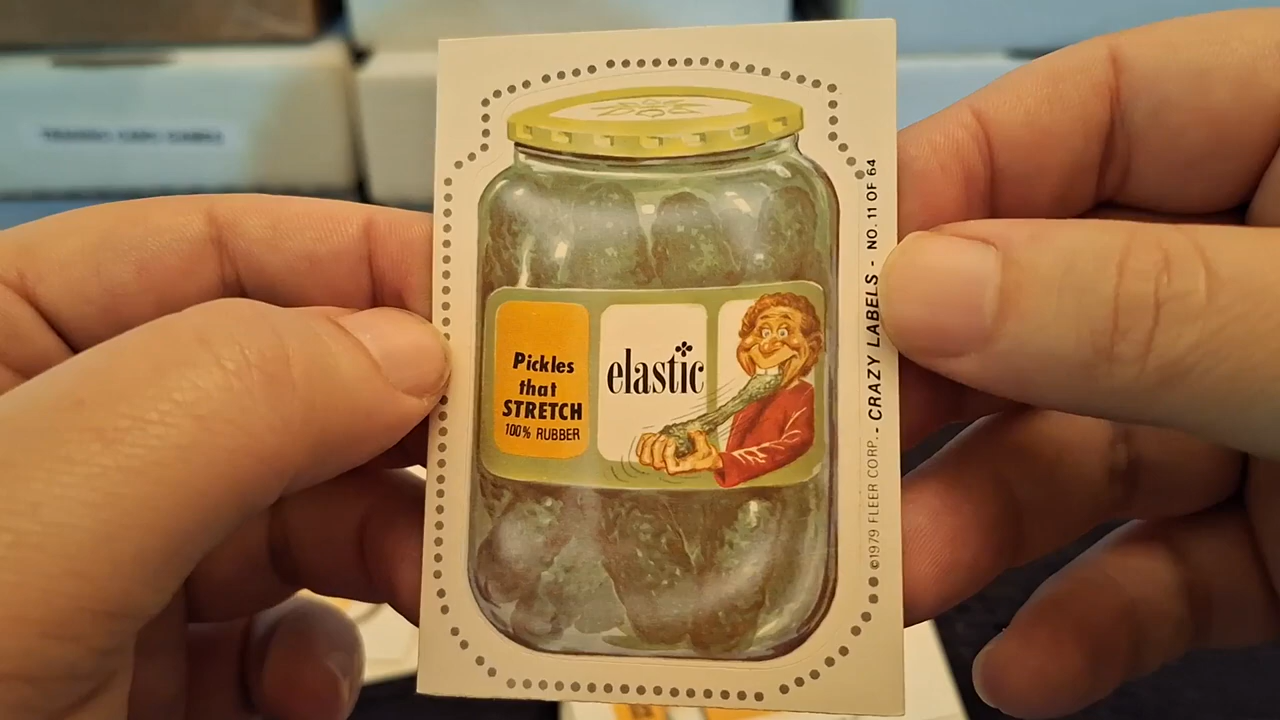 Pickles
that
STRETCH
100% RUBBER
elastic
©1979 FLEER CORP. - CRAZY LABELS - NO. 11 OF 64